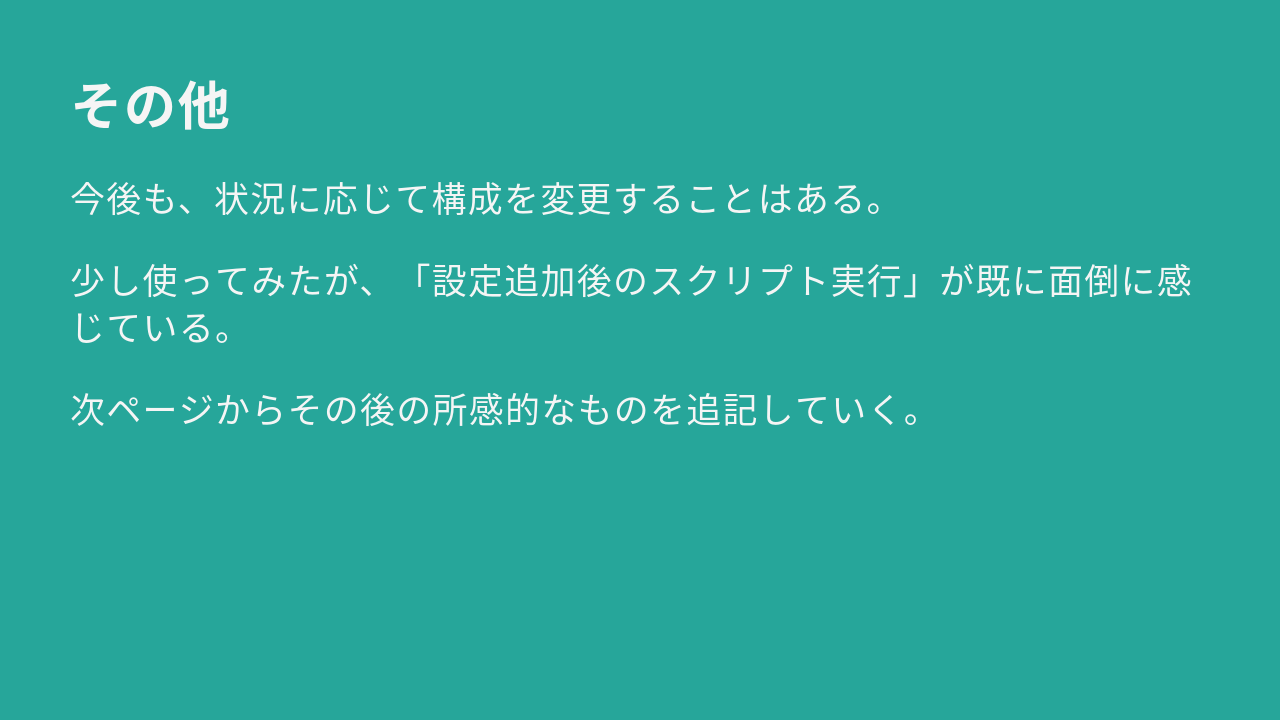 その他
今後も、状況に応じて構成を変更することはある。
少し使ってみたが、「設定追加後のスクリプト実行」が既に面倒に感
じている。
次ページからその後の所感的なものを追記していく。